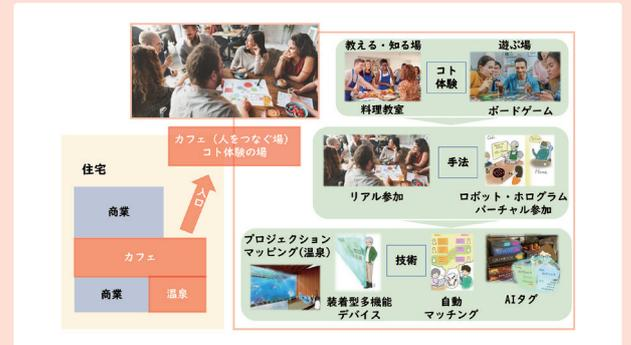 教える・知る場
遊ぶ場
コト
体験
料理教室
ボードゲーム
カフェ（人をつなぐ場）
コト体験の場
手法
リアル参加
ロボット・ホログラム
バーチャル参加
住宅
入口
商業
カフェ
商業
温泉
プロジェクション
マッピング(温泉)
技術
装着型多機能
デバイス
自動
マッチング
AIタグ